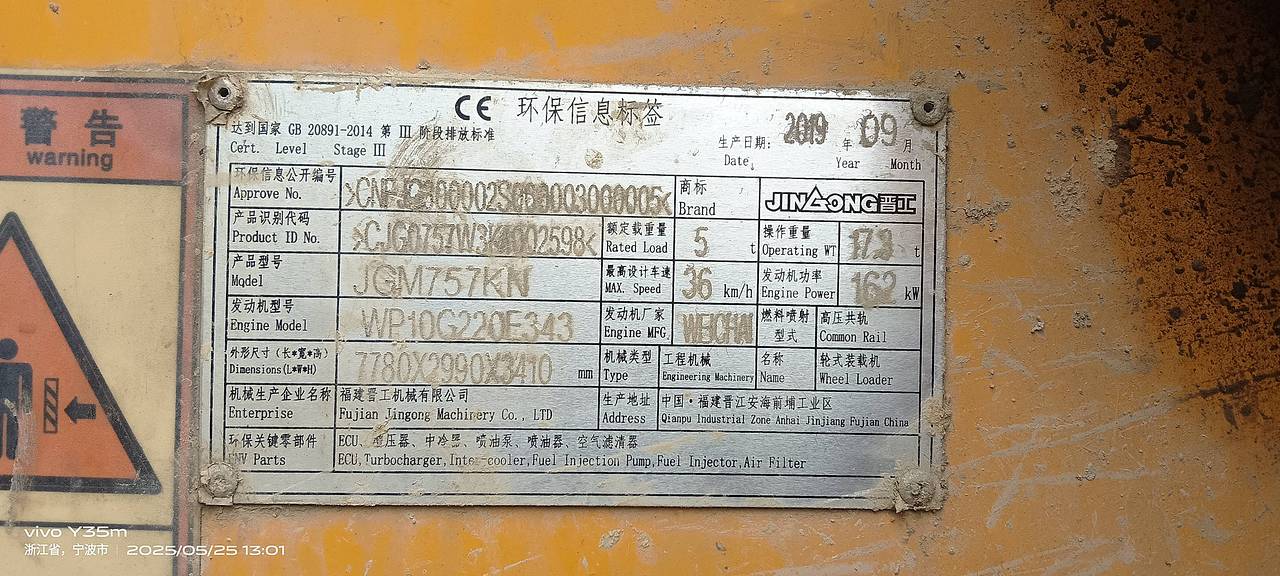 警告
warning
CE 环保信息标签
达到国家 GB 20891-2014 第 III 阶段排放标准
Cert. Level Stage III
生产日期: 2019 年 09 月
Date: Year Month
环保信息公开编号
Approve No.
商标
Brand
JINGONG晋工
产品识别代码
Product ID No.
额定载重量
Rated Load 5 t
操作重量
Operating WT t
产品型号
Model JGM757KN
最高设计车速
MAX. Speed 36 km/h
发动机功率
Engine Power 162 kW
发动机型号
Engine Model WP10G220E343
发动机厂家
Engine MFG. WEICHAI
燃料喷射
型式
高压共轨
Common Rail
外形尺寸 (长*宽*高)
Dimensions(L*W*H) 7780X2990X3410 mm
机械类型
Type
工程机械
Engineering Machinery
名称
Name
轮式装载机
Wheel Loader
机械生产企业名称
Enterprise
福建晋工机械有限公司
Fujian Jingong Machinery Co., LTD
生产地址
Address
中国·福建晋江安海前埔工业区
Qianpu Industrial Zone Anhai Jinjiang Fujian China
环保关键零部件
ENV Parts
ECU、增压器、中冷器、喷油泵、喷油器、空气滤清器
ECU,Turbocharger,Inter-cooler,Fuel Injection Pump,Fuel Injector,Air Filter
vivo Y35m
浙江省，宁波市 | 2025/05/25 13:01